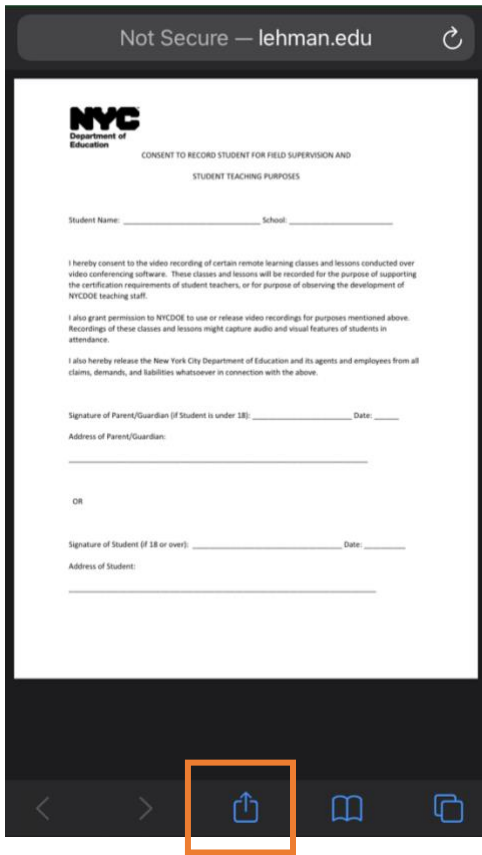 Not Secure — lehman.edu
NYC
Department of
Education
CONSENT TO RECORD STUDENT FOR FIELD SUPERVISION AND
STUDENT TEACHING PURPOSES
Student Name: ______________________________ School: ______________________
I hereby consent to the video recording of certain remote learning classes and lessons conducted over
video conferencing software. These classes and lessons will be recorded for the purpose of supporting
the certification requirements of student teachers, or for purpose of observing the development of
NYCDOE teaching staff.
I also grant permission to NYCDOE to use or release video recordings for purposes mentioned above.
Recordings of these classes and lessons might capture audio and visual features of students in
attendance.
I also hereby release the New York City Department of Education and its agents and employees from all
claims, demands, and liabilities whatsoever in connection with the above.
Signature of Parent/Guardian (if Student is under 18): ______________________ Date: ______
Address of Parent/Guardian:
OR
Signature of Student (if 18 or over): ________________________________ Date: _________
Address of Student: